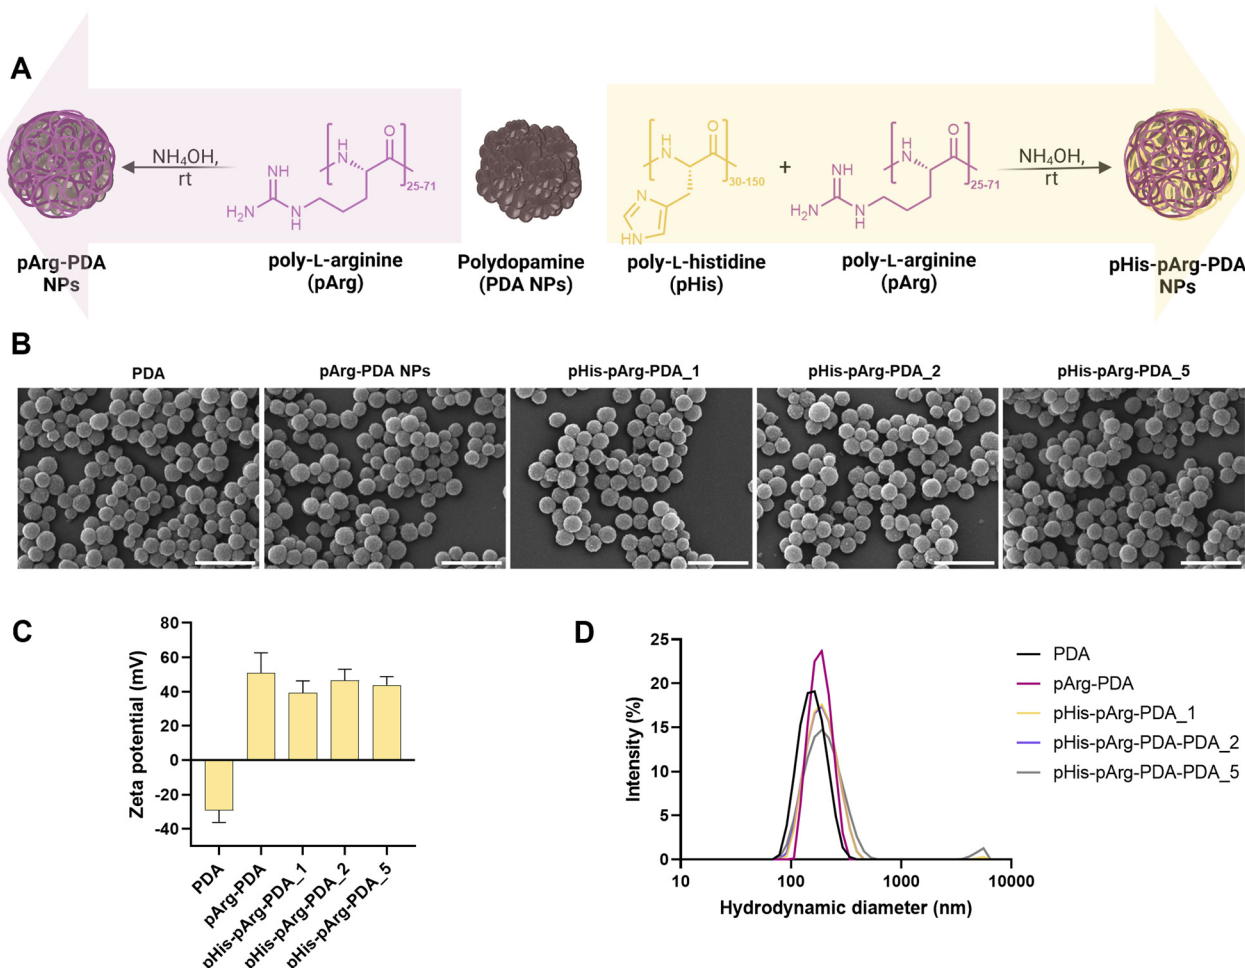 A
NH₄OH,
rt
H
N
O
25-71
NH
H₂N
N
H
H
N
O
30-150
N
HN
+
H
N
O
25-71
NH
H₂N
N
H
NH₄OH,
rt
pArg-PDA
NPs
poly-L-arginine
(pArg)
Polydopamine
(PDA NPs)
poly-L-histidine
(pHis)
poly-L-arginine
(pArg)
pHis-pArg-PDA
NPs
B
PDA
pArg-PDA NPs
pHis-pArg-PDA_1
pHis-pArg-PDA_2
pHis-pArg-PDA_5
C
Zeta potential (mV)
80
60
40
20
0
-20
-40
PDA
pArg-PDA
pHis-pArg-PDA_1
pHis-pArg-PDA_2
pHis-pArg-PDA_5
D
Intensity (%)
25
20
15
10
5
0
10
100
1000
10000
Hydrodynamic diameter (nm)
PDA
pArg-PDA
pHis-pArg-PDA_1
pHis-pArg-PDA-PDA_2
pHis-pArg-PDA-PDA_5